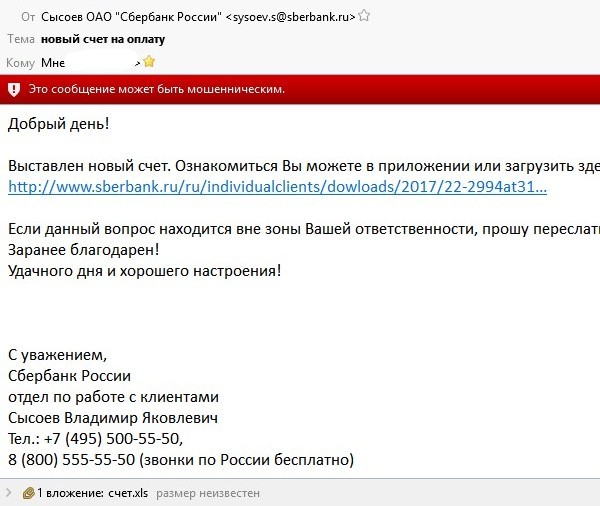 От Сысоев ОАО "Сбербанк России" <sysoev.s@sberbank.ru>
Тема новый счет на оплату
Кому Мне
Это сообщение может быть мошенническим.
Добрый день!
Выставлен новый счет. Ознакомиться Вы можете в приложении или загрузить зде
http://www.sberbank.ru/ru/individualclients/dowloads/2017/22-2994at31...
Если данный вопрос находится вне зоны Вашей ответственности, прошу переслат
Заранее благодарен!
Удачного дня и хорошего настроения!
С уважением,
Сбербанк России
отдел по работе с клиентами
Сысоев Владимир Яковлевич
Тел.: +7 (495) 500-55-50,
8 (800) 555-55-50 (звонки по России бесплатно)
1 вложение: счет.xls размер неизвестен